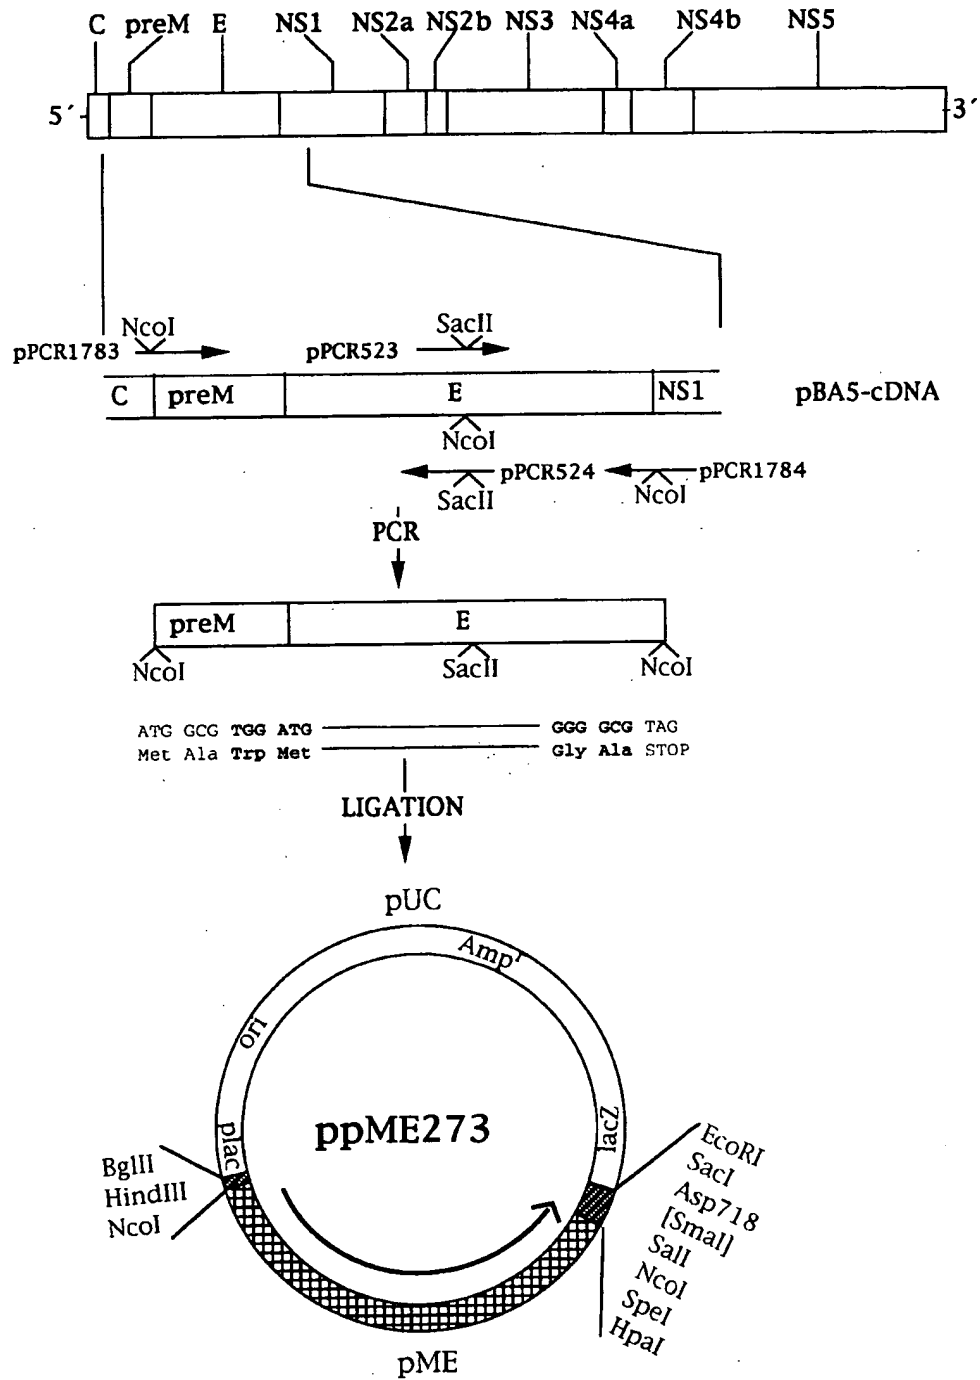 C preM E NS1 NS2a NS2b NS3 NS4a NS4b NS5
5´ 3´
NcoI SacII
pPCR1783 pPCR523
C preM E NS1 pBA5-cDNA
NcoI
pPCR524 pPCR1784
SacII NcoI
PCR
preM E
NcoI SacII NcoI
ATG GCG TGG ATG GGG GCG TAG
Met Ala Trp Met Gly Ala STOP
LIGATION
pUC
Ampr
ori
plac
lacZ
ppME273
BglII
HindIII
NcoI
EcoRI
SacI
Asp718
[SmaI]
SalI
NcoI
SpeI
HpaI
pME